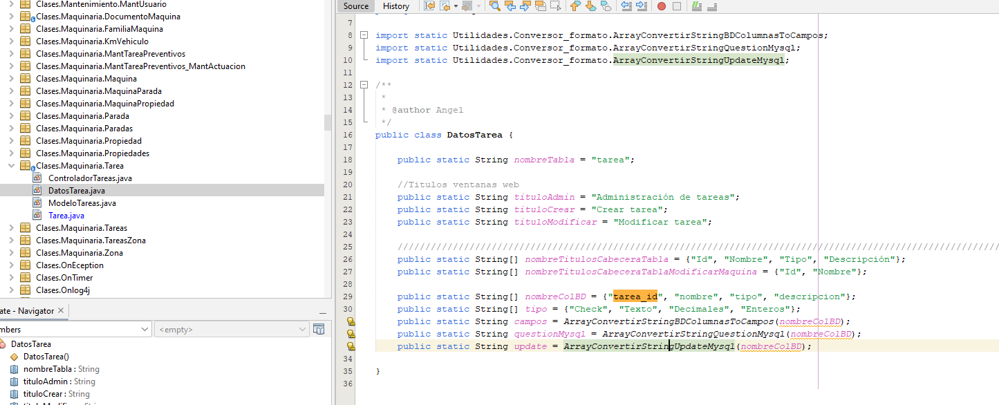 Clases.Mantenimiento.MantUsuario
Clases.Maquinaria.DocumentoMaquina
Clases.Maquinaria.FamiliaMaquina
Clases.Maquinaria.KmVehiculo
Clases.Maquinaria.MantTareaPreventivos
Clases.Maquinaria.MantTareaPreventivos_MantActuacion
Clases.Maquinaria.Maquina
Clases.Maquinaria.MaquinaParada
Clases.Maquinaria.MaquinaPropiedad
Clases.Maquinaria.Parada
Clases.Maquinaria.Paradas
Clases.Maquinaria.Propiedad
Clases.Maquinaria.Propiedades
Clases.Maquinaria.Tarea
ControladorTareas.java
DatosTarea.java
ModeloTareas.java
Tarea.java
Clases.Maquinaria.Tareas
Clases.Maquinaria.TareasZona
Clases.Maquinaria.Zona
Clases.OnEception
Clases.OnTimer
Clases.Onlog4j
ate - Navigator
mbers
<empty>
DatosTarea
DatosTarea()
nombreTabla : String
tituloAdmin : String
tituloCrear : String
Source History
7
8 import static Utilidades.Conversor_formato.ArrayConvertirStringBDColumnasToCampos;
9 import static Utilidades.Conversor_formato.ArrayConvertirStringQuestionMysql;
10 import static Utilidades.Conversor_formato.ArrayConvertirStringUpdateMysql;
11
12 /**
13 *
14 * @author Angel
15 */
16 public class DatosTarea {
17
18 public static String nombreTabla = "tarea";
19
20 //Titulos ventanas web
21 public static String tituloAdmin = "Administración de tareas";
22 public static String tituloCrear = "Crear tarea";
23 public static String tituloModificar = "Modificar tarea";
24
25 ////////////////////////////////////////////////////////////////////////////////////////////////////////////
26 public static String[] nombreTitulosCabeceraTabla = {"Id", "Nombre", "Tipo", "Descripción"};
27 public static String[] nombreTitulosCabeceraTablaModificarMaquina = {"Id", "Nombre"};
28
29 public static String[] nombreColBD = {"tarea_id", "nombre", "tipo", "descripcion"};
30 public static String[] tipo = {"Check", "Texto", "Decimales", "Enteros"};
public static String campos = ArrayConvertirStringBDColumnasToCampos(nombreColBD);
public static String questionMysql = ArrayConvertirStringQuestionMysql(nombreColBD);
public static String update = ArrayConvertirStringUpdateMysql(nombreColBD);
34
35 }
36